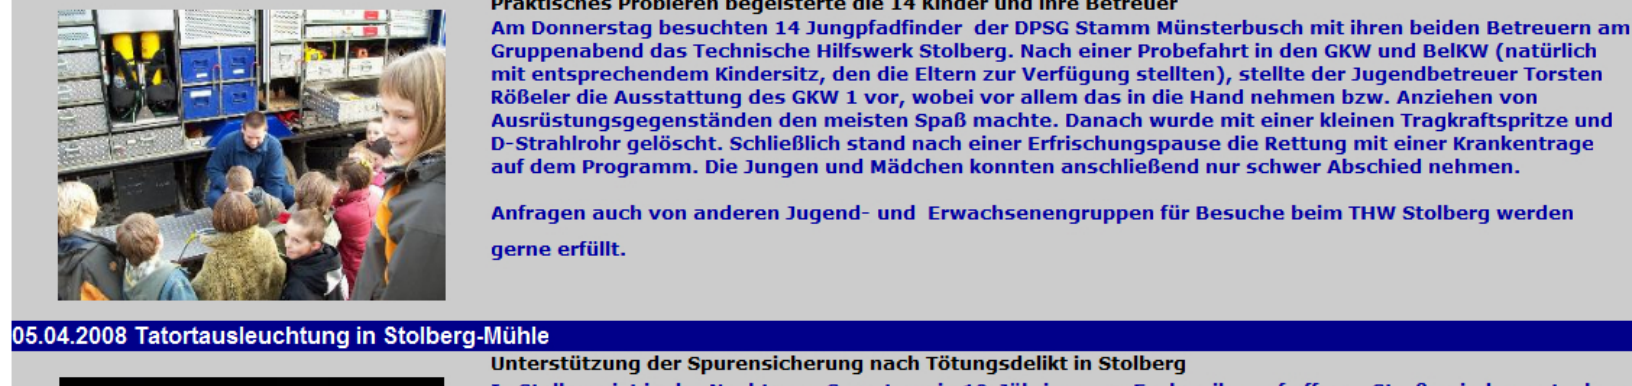 Praktisches Probieren begeisterte die 14 Kinder und ihre Betreuer
Am Donnerstag besuchten 14 Jungpfadfinder der DPSG Stamm Münsterbusch mit ihren beiden Betreuern am
Gruppenabend das Technische Hilfswerk Stolberg. Nach einer Probefahrt in den GKW und BelKW (natürlich
mit entsprechendem Kindersitz, den die Eltern zur Verfügung stellten), stellte der Jugendbetreuer Torsten
Rößeler die Ausstattung des GKW 1 vor, wobei vor allem das in die Hand nehmen bzw. Anziehen von
Ausrüstungsgegenständen den meisten Spaß machte. Danach wurde mit einer kleinen Tragkraftspritze und
D-Strahlrohr gelöscht. Schließlich stand nach einer Erfrischungspause die Rettung mit einer Krankentrage
auf dem Programm. Die Jungen und Mädchen konnten anschließend nur schwer Abschied nehmen.
Anfragen auch von anderen Jugend- und Erwachsenengruppen für Besuche beim THW Stolberg werden
gerne erfüllt.
05.04.2008 Tatortausleuchtung in Stolberg-Mühle
Unterstützung der Spurensicherung nach Tötungsdelikt in Stolberg